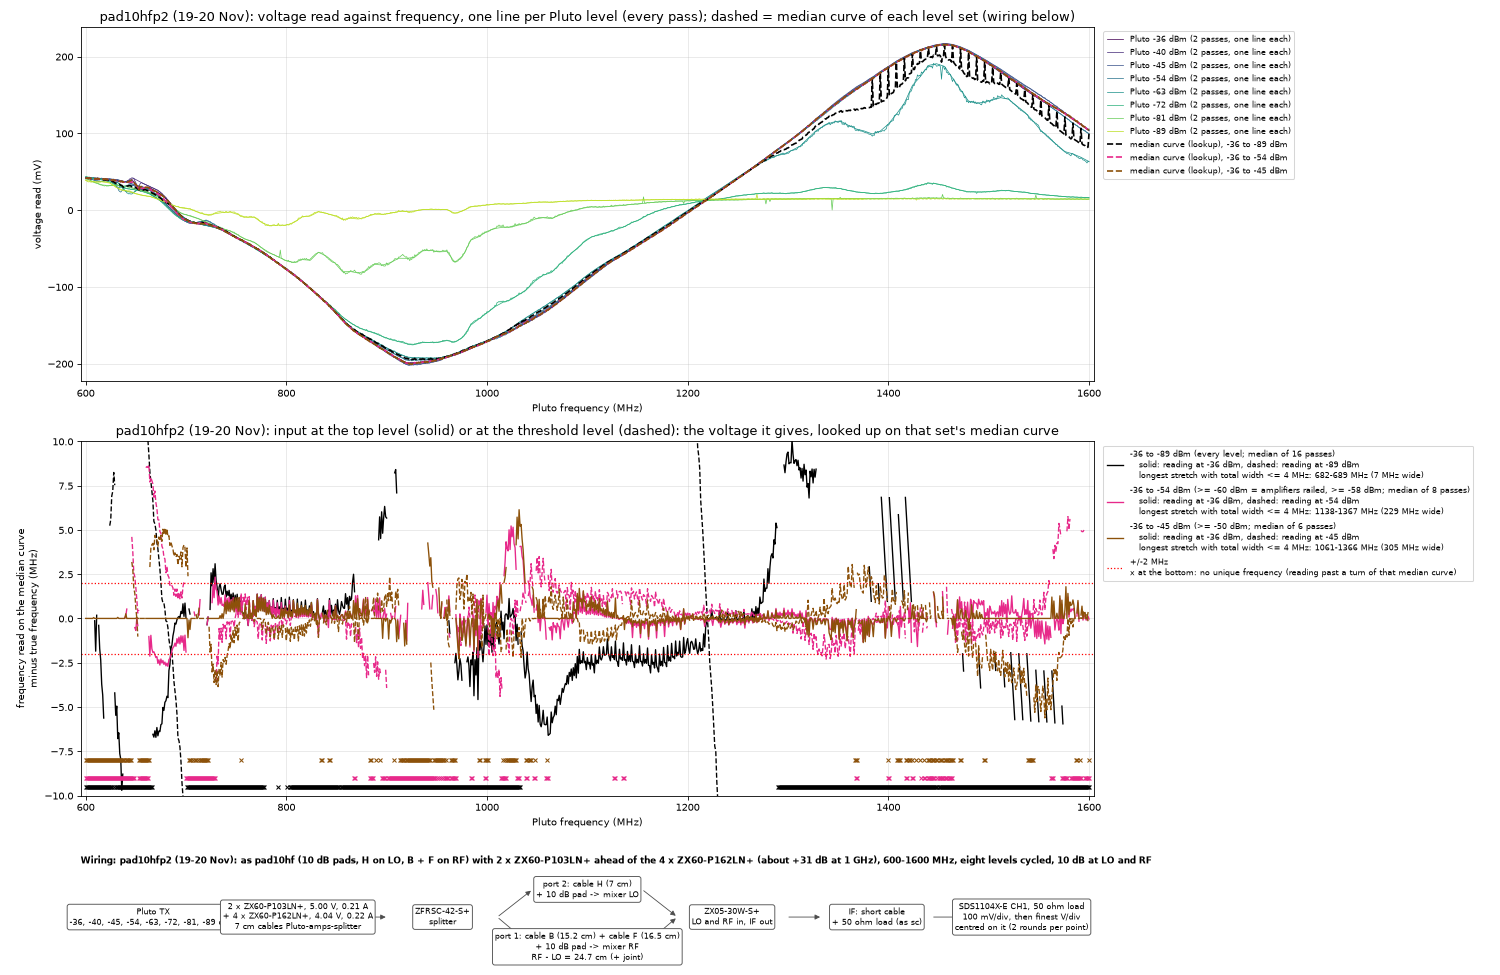 pad10hfp2 (19-20 Nov): voltage read against frequency, one line per Pluto level (every pass); dashed = median curve of each level set (wiring below)
voltage read (mV)
200
100
0
−100
−200
600
800
1000
1200
1400
1600
Pluto frequency (MHz)
Pluto -36 dBm (2 passes, one line each)
Pluto -40 dBm (2 passes, one line each)
Pluto -45 dBm (2 passes, one line each)
Pluto -54 dBm (2 passes, one line each)
Pluto -63 dBm (2 passes, one line each)
Pluto -72 dBm (2 passes, one line each)
Pluto -81 dBm (2 passes, one line each)
Pluto -89 dBm (2 passes, one line each)
median curve (lookup), -36 to -89 dBm
median curve (lookup), -36 to -54 dBm
median curve (lookup), -36 to -45 dBm
pad10hfp2 (19-20 Nov): input at the top level (solid) or at the threshold level (dashed): the voltage it gives, looked up on that set's median curve
frequency read on the median curve
minus true frequency (MHz)
10.0
7.5
5.0
2.5
0.0
−2.5
−5.0
−7.5
−10.0
600
800
1000
1200
1400
1600
Pluto frequency (MHz)
-36 to -89 dBm (every level; median of 16 passes)
solid: reading at -36 dBm, dashed: reading at -89 dBm
longest stretch with total width <= 4 MHz: 682-689 MHz (7 MHz wide)
-36 to -54 dBm (>= -60 dBm = amplifiers railed, >= -58 dBm; median of 8 passes)
solid: reading at -36 dBm, dashed: reading at -54 dBm
longest stretch with total width <= 4 MHz: 1138-1367 MHz (229 MHz wide)
-36 to -45 dBm (>= -50 dBm; median of 6 passes)
solid: reading at -36 dBm, dashed: reading at -45 dBm
longest stretch with total width <= 4 MHz: 1061-1366 MHz (305 MHz wide)
+/-2 MHz
x at the bottom: no unique frequency (reading past a turn of that median curve)
Wiring: pad10hfp2 (19-20 Nov): as pad10hf (10 dB pads, H on LO, B + F on RF) with 2 x ZX60-P103LN+ ahead of the 4 x ZX60-P162LN+ (about +31 dB at 1 GHz), 600-1600 MHz, eight levels cycled, 10 dB at LO and RF
Pluto TX
-36, -40, -45, -54, -63, -72, -81, -89
2 x ZX60-P103LN+, 5.00 V, 0.21 A
+ 4 x ZX60-P162LN+, 4.04 V, 0.22 A
7 cm cables Pluto-amps-splitter
ZFRSC-42-S+
splitter
port 2: cable H (7 cm)
+ 10 dB pad -> mixer LO
port 1: cable B (15.2 cm) + cable F (16.5 cm)
+ 10 dB pad -> mixer RF
RF - LO = 24.7 cm (+ joint)
ZX05-30W-S+
LO and RF in, IF out
IF: short cable
+ 50 ohm load (as sc)
SDS1104X-E CH1, 50 ohm load
100 mV/div, then finest V/div
centred on it (2 rounds per point)